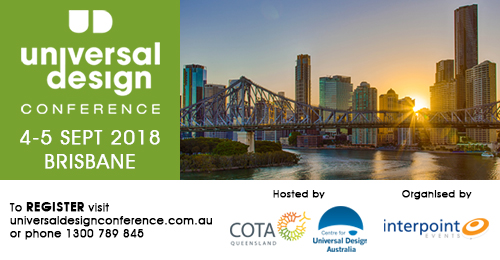 UD
universal
design
CONFERENCE
4-5 SEPT 2018
BRISBANE
To REGISTER visit
universaldesignconference.com.au
or phone 1300 789 845
Hosted by
COTA
QUEENSLAND
Centre for
Universal Design
Australia
Organised by
interpoint
EVENTS